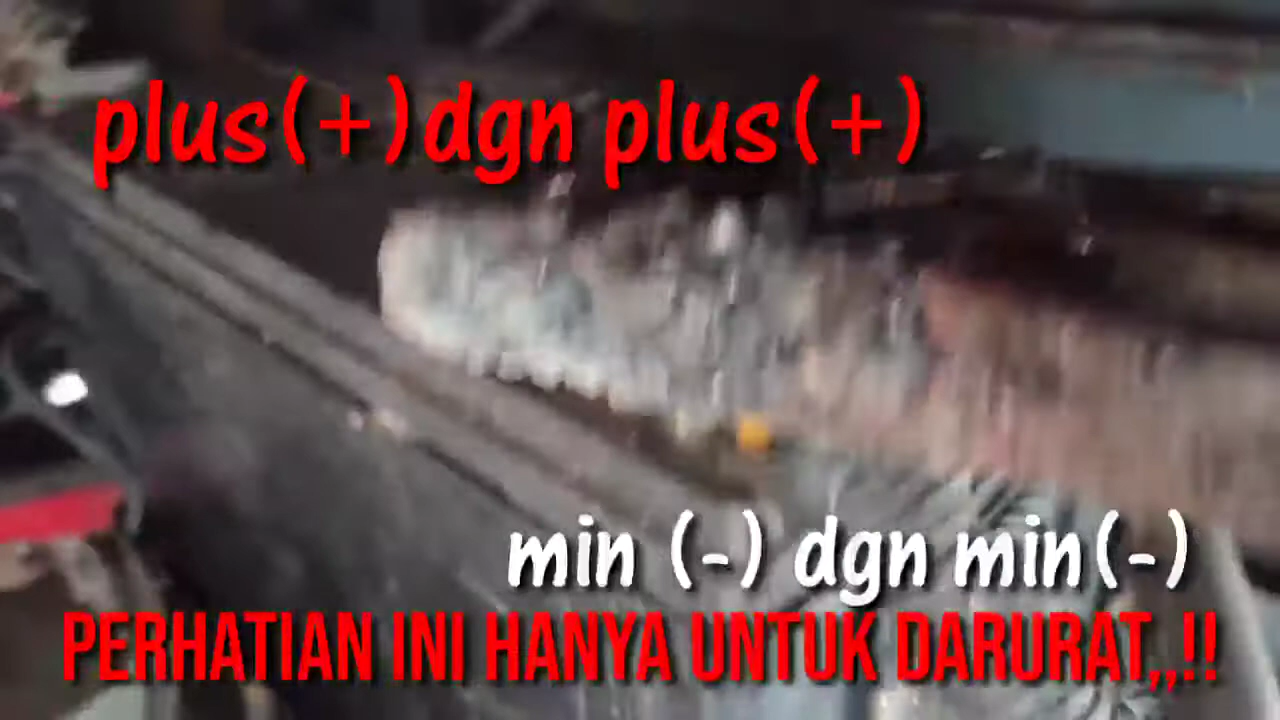 plus(+)dgn plus(+)
min (-) dgn min(-)
PERHATIAN INI HANYA UNTUK DARURAT,,!!